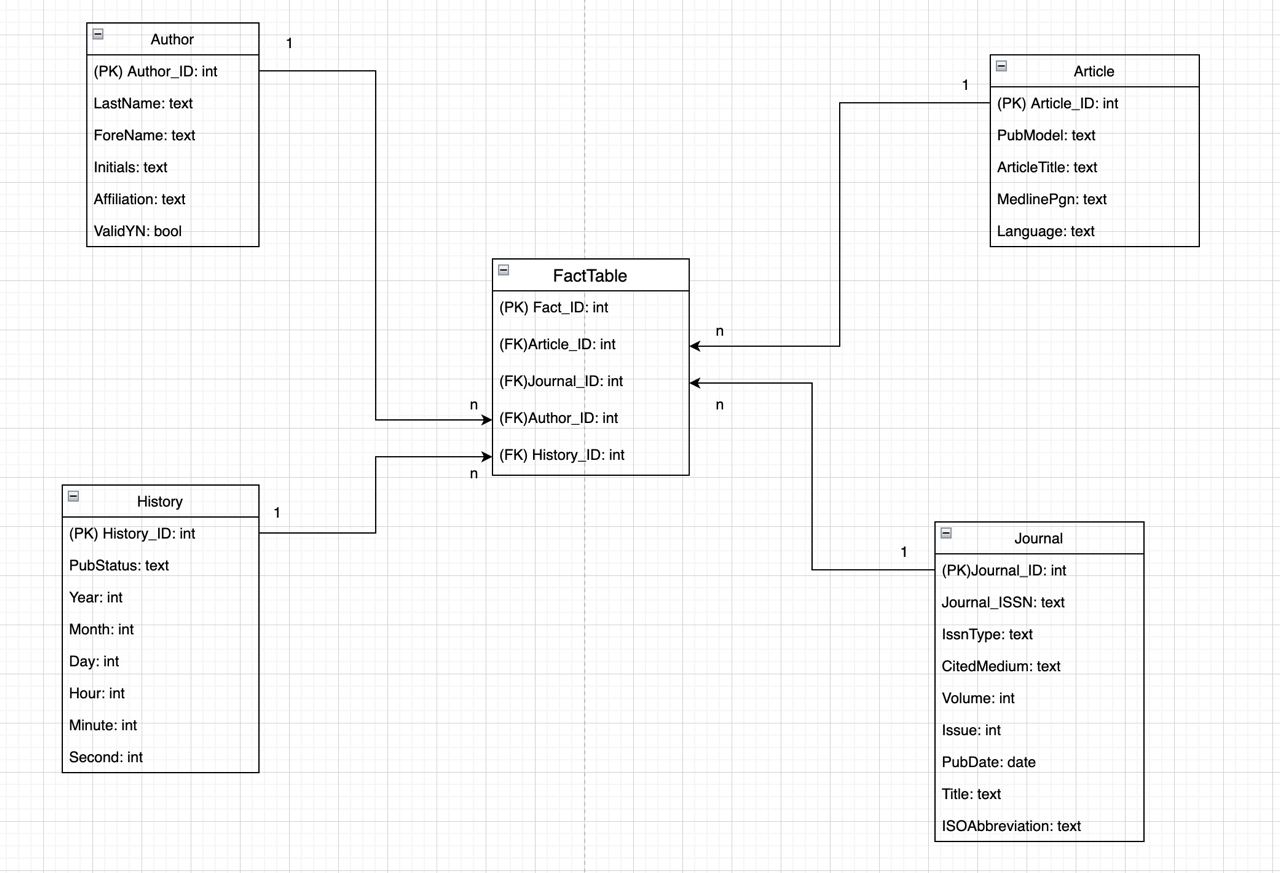 Author
(PK) Author_ID: int
LastName: text
ForeName: text
Initials: text
Affiliation: text
ValidYN: bool
1
Article
(PK) Article_ID: int
PubModel: text
ArticleTitle: text
MedlinePgn: text
Language: text
1
FactTable
(PK) Fact_ID: int
(FK)Article_ID: int
(FK)Journal_ID: int
(FK)Author_ID: int
(FK) History_ID: int
n
n
n
n
History
(PK) History_ID: int
PubStatus: text
Year: int
Month: int
Day: int
Hour: int
Minute: int
Second: int
1
Journal
(PK)Journal_ID: int
Journal_ISSN: text
IssnType: text
CitedMedium: text
Volume: int
Issue: int
PubDate: date
Title: text
ISOAbbreviation: text
1